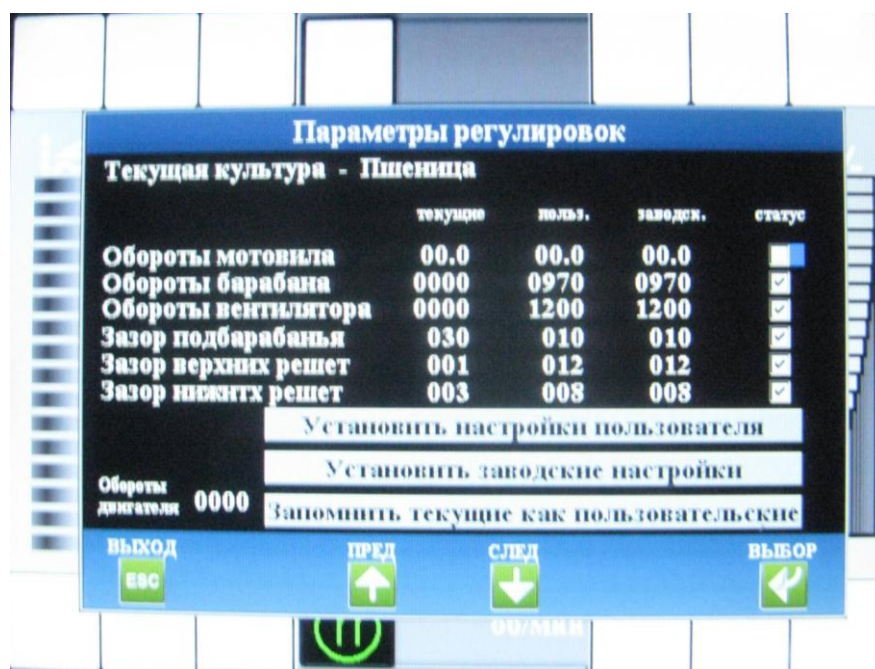 Параметры регулировок
Текущая культура - Пшеница
текущие польз. заводск. статус
Обороты мотовила 00.0 00.0 00.0
Обороты барабана 0000 0970 0970
Обороты вентилятора 0000 1200 1200
Зазор подбарабанья 030 010 010
Зазор верхних решет 001 012 012
Зазор нижнтх решет 003 008 008
Установить настройки пользователя
Установить заводские настройки
Обороты
двигателя 0000
Запомнить текущие как пользовательские
ВЫХОД ПРЕД СЛЕД ВЫБОР
ESC
об/мин